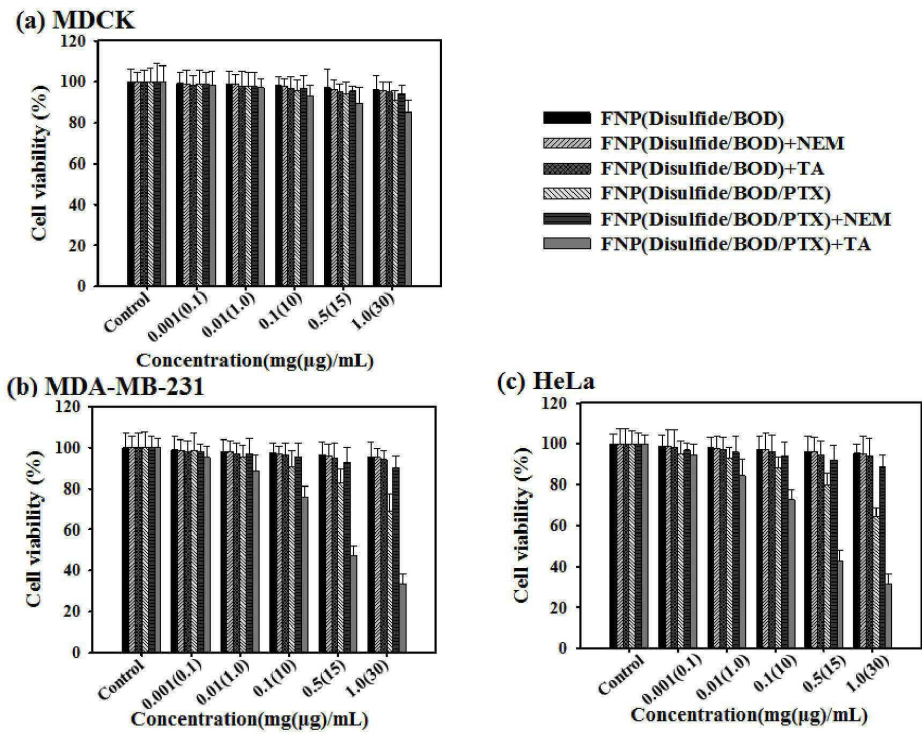 (a) MDCK
120
100
80
60
40
20
0
Cell viability (%)
Control
0.001(0.1)
0.01(1.0)
0.1(10)
0.5(15)
1.0(30)
Concentration(mg(μg)/mL)
FNP(Disulfide/BOD)
FNP(Disulfide/BOD)+NEM
FNP(Disulfide/BOD)+TA
FNP(Disulfide/BOD/PTX)
FNP(Disulfide/BOD/PTX)+NEM
FNP(Disulfide/BOD/PTX)+TA
(b) MDA-MB-231
120
100
80
60
40
20
0
Cell viability (%)
Control
0.001(0.1)
0.01(1.0)
0.1(10)
0.5(15)
1.0(30)
Concentration(mg(μg)/mL)
(c) HeLa
120
100
80
60
40
20
0
Cell viability (%)
Control
0.001(0.1)
0.01(1.0)
0.1(10)
0.5(15)
1.0(30)
Concentration(mg(μg)/mL)